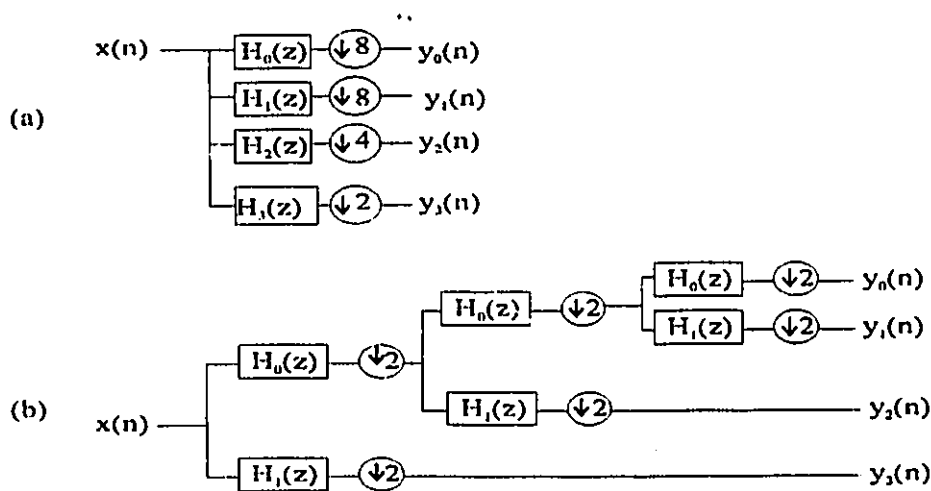 x(n) H₀(z) ↓8 y₀(n)
H₁(z) ↓8 y₁(n)
(a)
H₂(z) ↓4 y₂(n)
H₃(z) ↓2 y₃(n)
H₀(z) ↓2 y₀(n)
H₀(z) ↓2
H₁(z) ↓2 y₁(n)
H₀(z) ↓2
(b)
H₁(z) ↓2 y₂(n)
x(n)
H₁(z) ↓2 y₃(n)